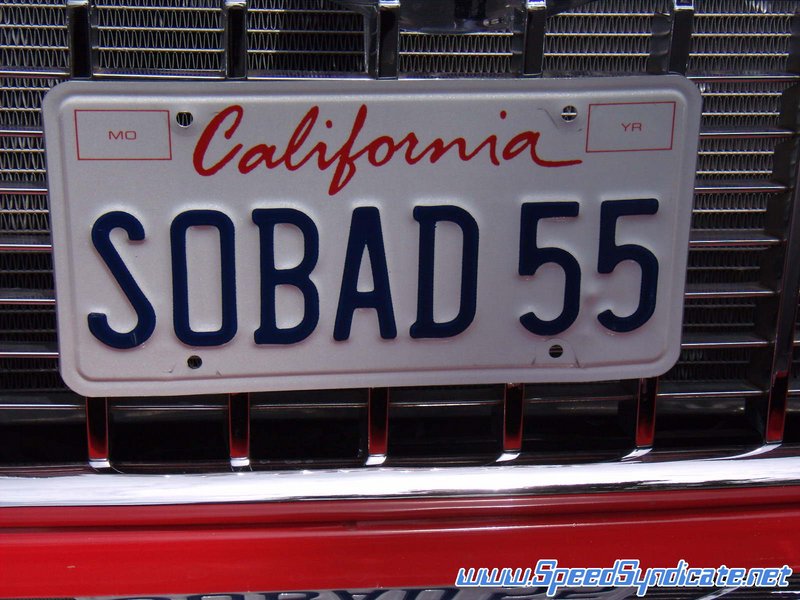 MO California YR
SOBAD 55
www.SpeedSyndicate.net